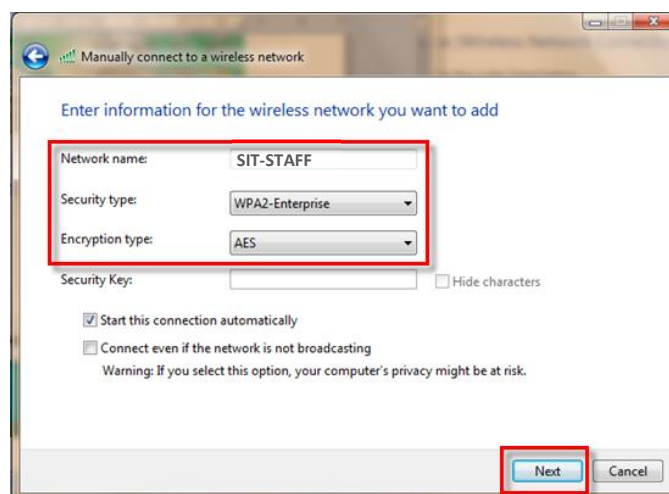 Manually connect to a wireless network
Enter information for the wireless network you want to add
Network name: SIT-STAFF
Security type: WPA2-Enterprise
Encryption type: AES
Security Key: Hide characters
Start this connection automatically
Connect even if the network is not broadcasting
Warning: If you select this option, your computer's privacy might be at risk.
Next Cancel